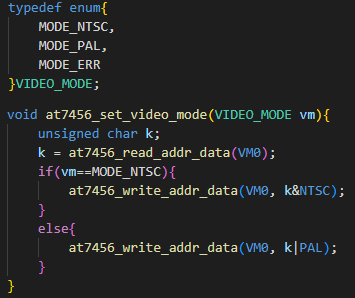 typedef enum{
    MODE_NTSC,
    MODE_PAL,
    MODE_ERR
}VIDEO_MODE;
void at7456_set_video_mode(VIDEO_MODE vm){
    unsigned char k;
    k = at7456_read_addr_data(VM0);
    if(vm==MODE_NTSC){
        at7456_write_addr_data(VM0, k&NTSC);
    }
    else{
        at7456_write_addr_data(VM0, k|PAL);
    }
}